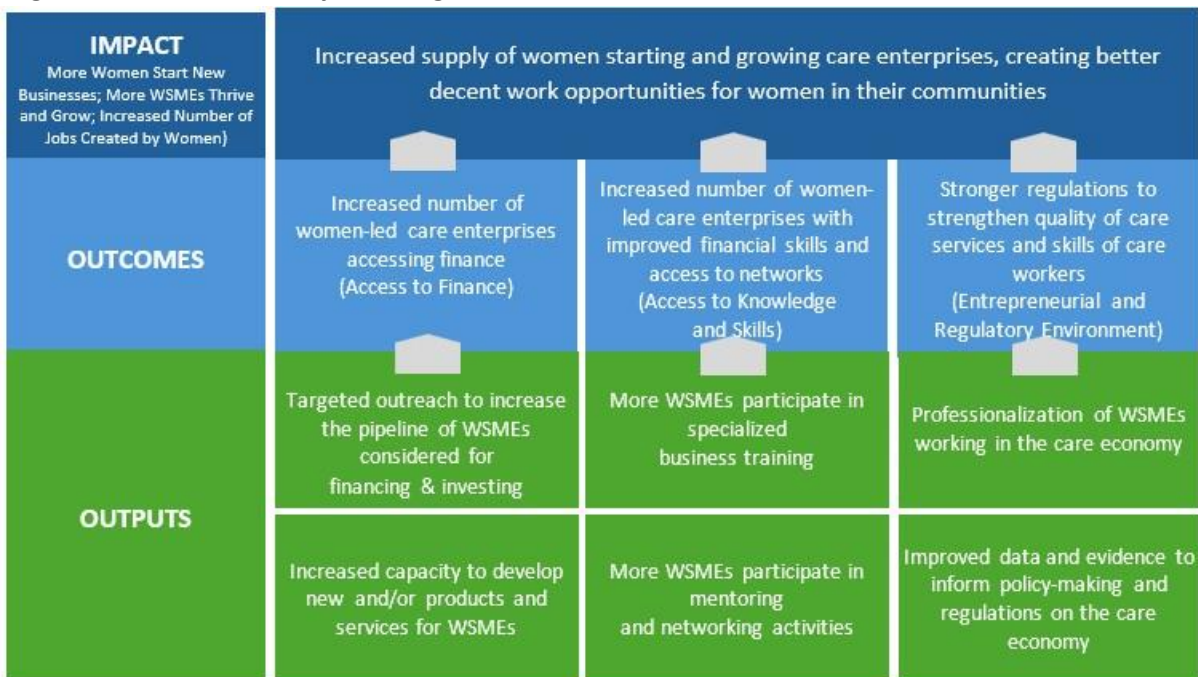 IMPACT
More Women Start New
Businesses; More WSMEs Thrive
and Grow; Increased Number of
Jobs Created by Women)
Increased supply of women starting and growing care enterprises, creating better
decent work opportunities for women in their communities
OUTCOMES
Increased number of
women-led care enterprises
accessing finance
(Access to Finance)
Increased number of women-
led care enterprises with
improved financial skills and
access to networks
(Access to Knowledge
and Skills)
Stronger regulations to
strengthen quality of care
services and skills of care
workers
(Entrepreneurial and
Regulatory Environment)
OUTPUTS
Targeted outreach to increase
the pipeline of WSMEs
considered for
financing & investing
More WSMEs participate in
specialized
business training
Professionalization of WSMEs
working in the care economy
Increased capacity to develop
new and/or products and
services for WSMEs
More WSMEs participate in
mentoring
and networking activities
Improved data and evidence to
inform policy-making and
regulations on the care
economy